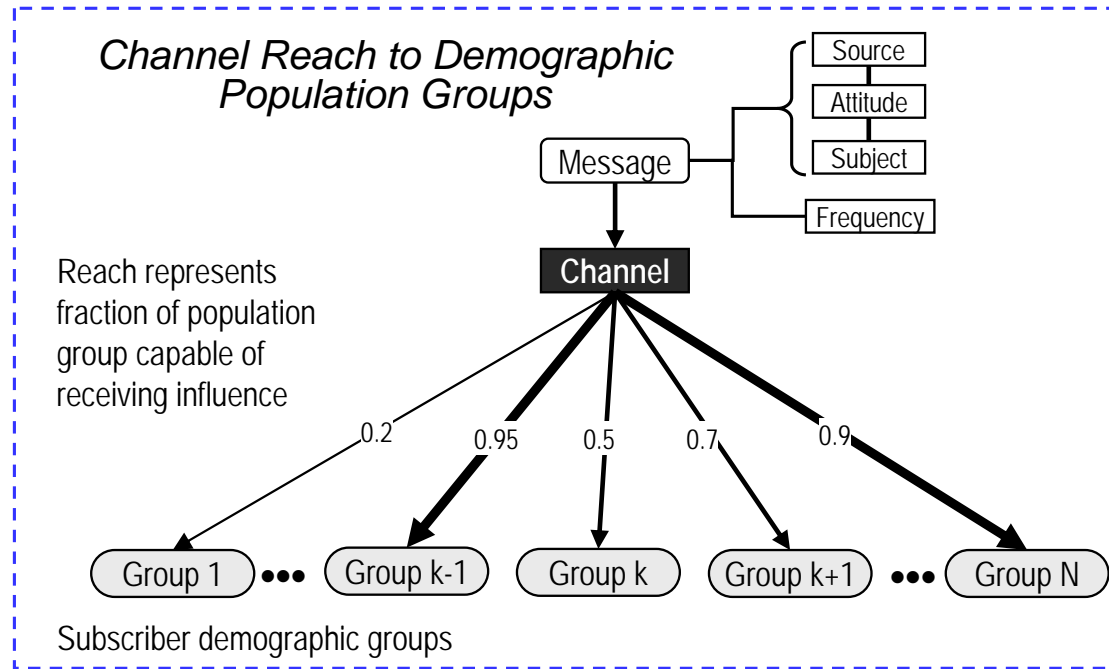 Channel Reach to Demographic
Population Groups
Source
Attitude
Subject
Message
Frequency
Channel
Reach represents
fraction of population
group capable of
receiving influence
0.2
0.95
0.5
0.7
0.9
Group 1
Group k-1
Group k
Group k+1
Group N
Subscriber demographic groups